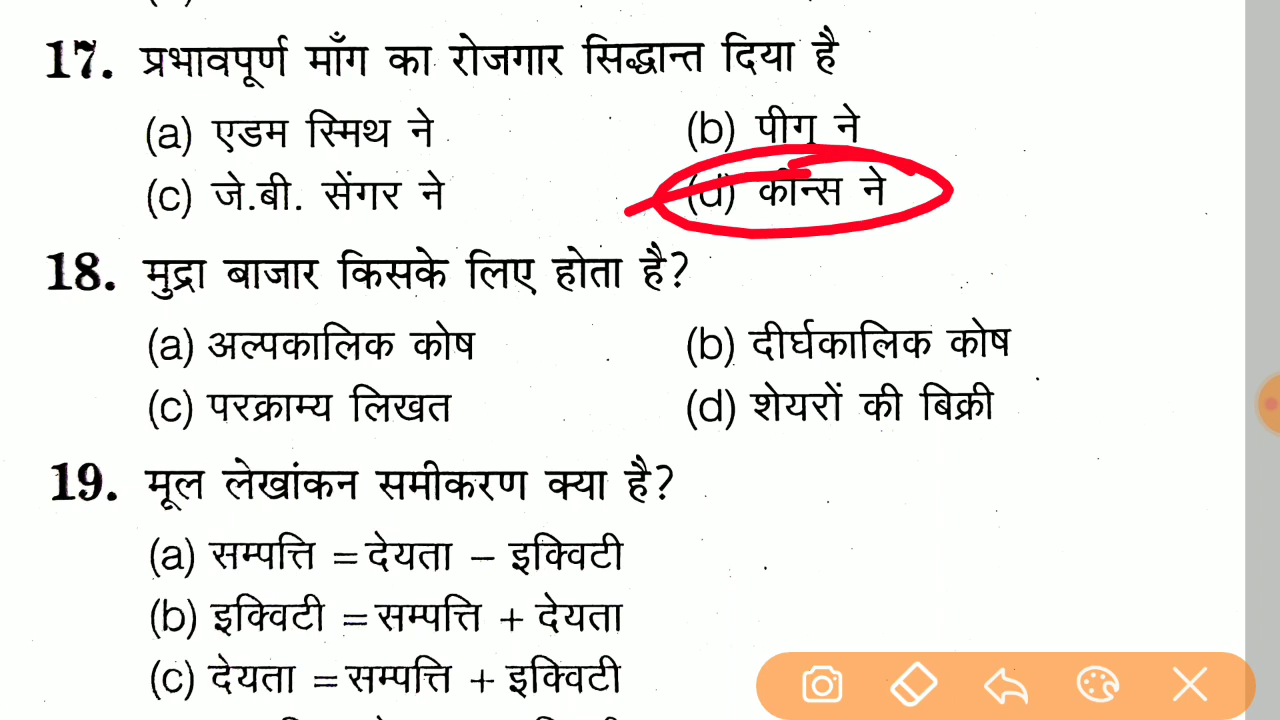 17. प्रभावपूर्ण माँग का रोजगार सिद्धान्त दिया है
(a) एडम स्मिथ ने (b) पीगू ने
(c) जे.बी. सेंगर ने (d) कीन्स ने
18. मुद्रा बाजार किसके लिए होता है?
(a) अल्पकालिक कोष (b) दीर्घकालिक कोष
(c) परक्राम्य लिखत (d) शेयरों की बिक्री
19. मूल लेखांकन समीकरण क्या है?
(a) सम्पत्ति = देयता – इक्विटी
(b) इक्विटी = सम्पत्ति + देयता
(c) देयता = सम्पत्ति + इक्विटी